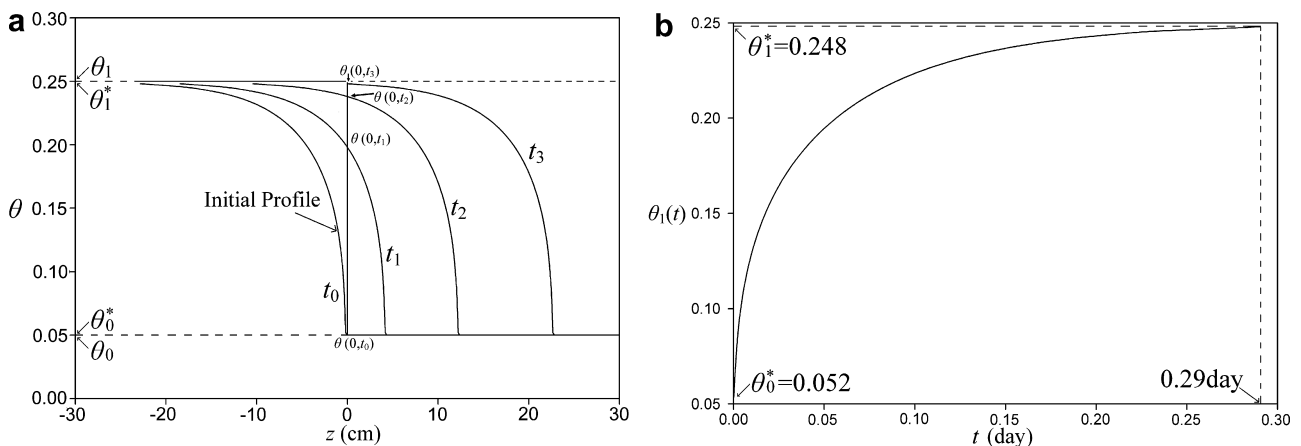 a
0.30
0.25
0.20
0.15
0.10
0.05
0.00
θ
θ₁
θ₁*
θ₀*
θ₀
θ(0,t₃)
θ (0,t₂)
θ (0,t₁)
θ(0,t₀)
Initial Profile
t₀
t₁
t₂
t₃
-30 -20 -10 0 10 20 30
z (cm)
b
0.25
0.20
0.15
0.10
0.05
θ₁(t)
θ₁*=0.248
θ₀*=0.052
0.29day
0.00 0.05 0.10 0.15 0.20 0.25 0.30
t (day)